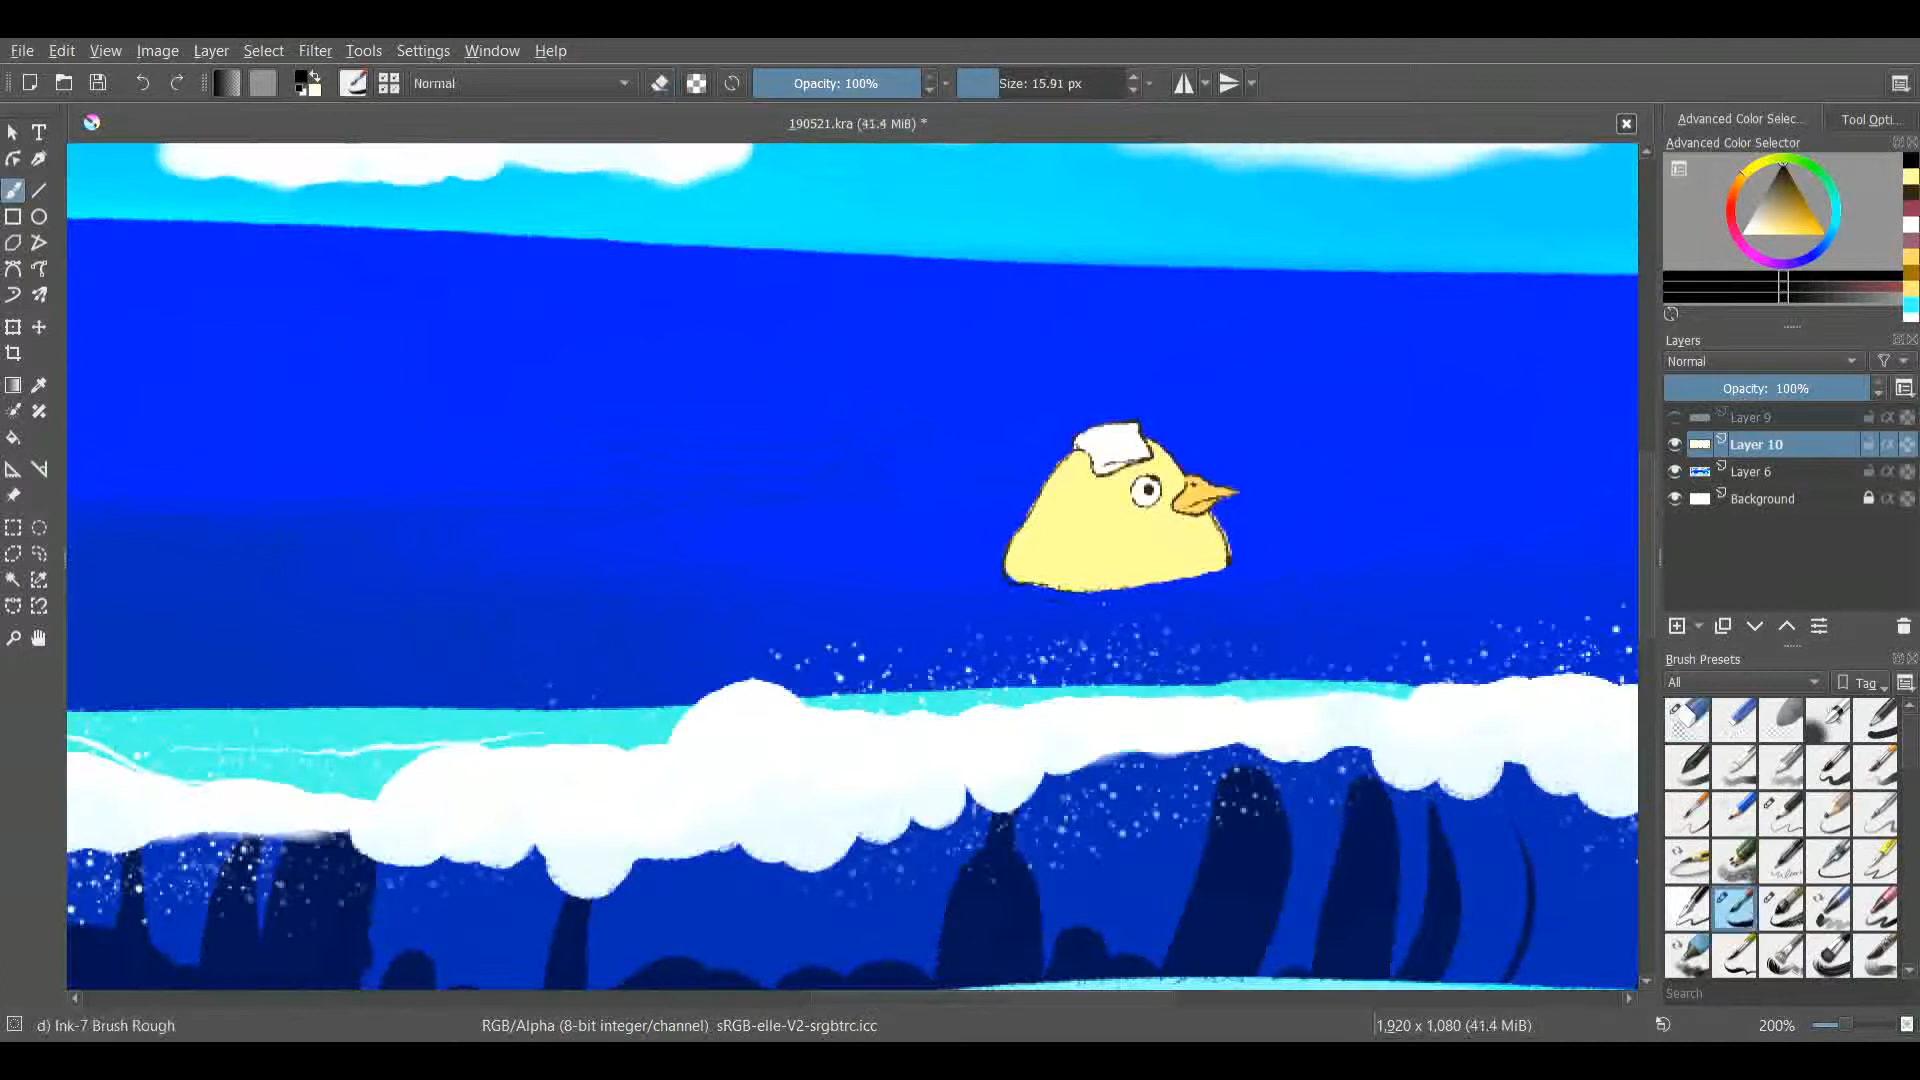 File Edit View Image Layer Select Filter Tools Settings Window Help
Normal
Opacity: 100%
Size: 15.91 px
190521.kra (41.4 MiB) *
Advanced Color Selec...
Tool Opti...
Advanced Color Selector
Layers
Normal
Opacity: 100%
Layer 9
Layer 10
Layer 6
Background
Brush Presets
All
Tag
Search
d) Ink-7 Brush Rough
RGB/Alpha (8-bit integer/channel) sRGB-elle-V2-srgbtrc.icc
1,920 x 1,080 (41.4 MiB)
200%